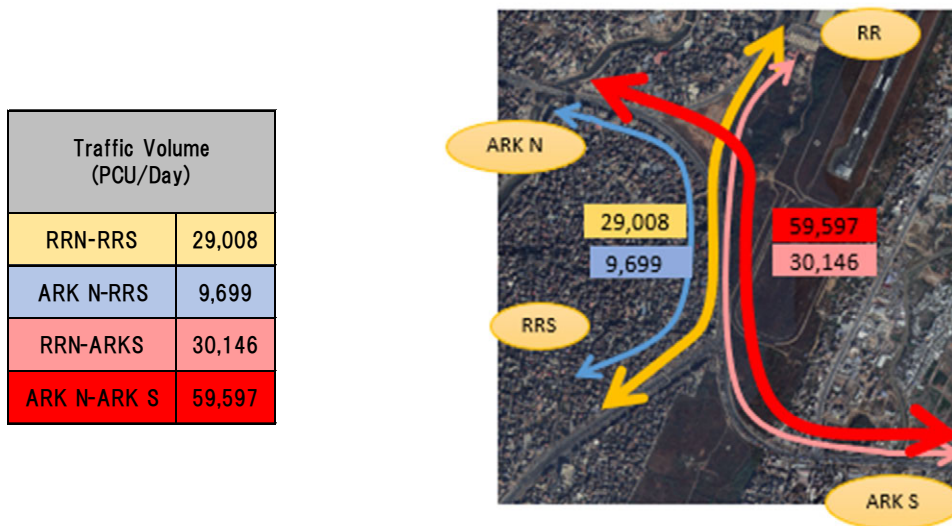 Traffic Volume
(PCU/Day)
RRN-RRS 29,008
ARK N-RRS 9,699
RRN-ARKS 30,146
ARK N-ARK S 59,597
RR
ARK N
29,008
9,699
59,597
30,146
RRS
ARK S